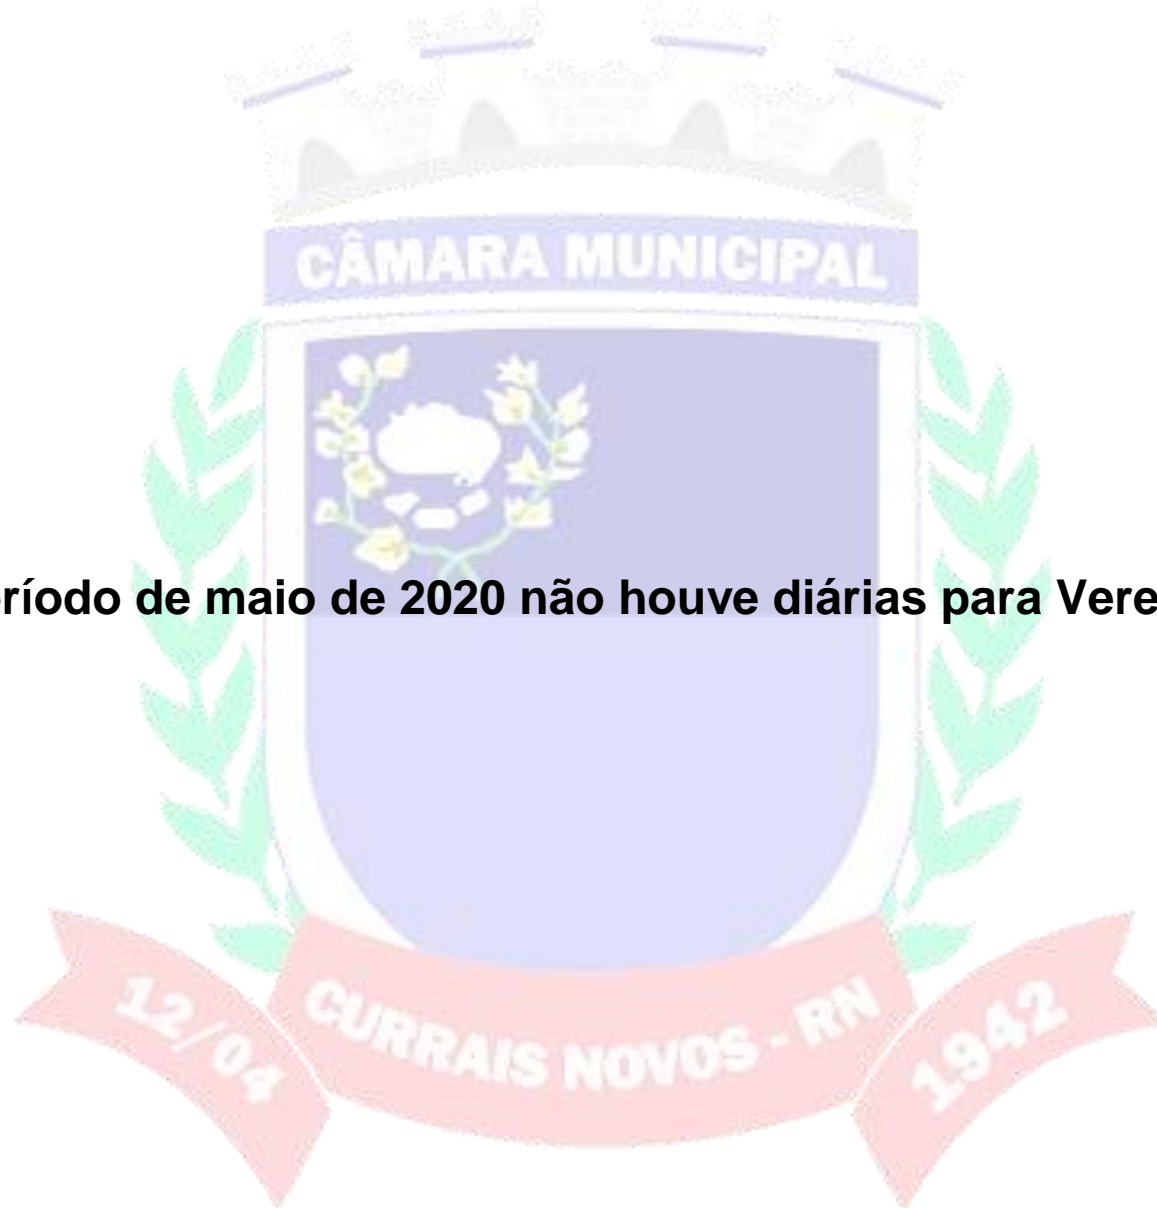 CÂMARA MUNICIPAL
ríodo de maio de 2020 não houve diárias para Vere
12/04
CURRAIS NOVOS - RN
1942